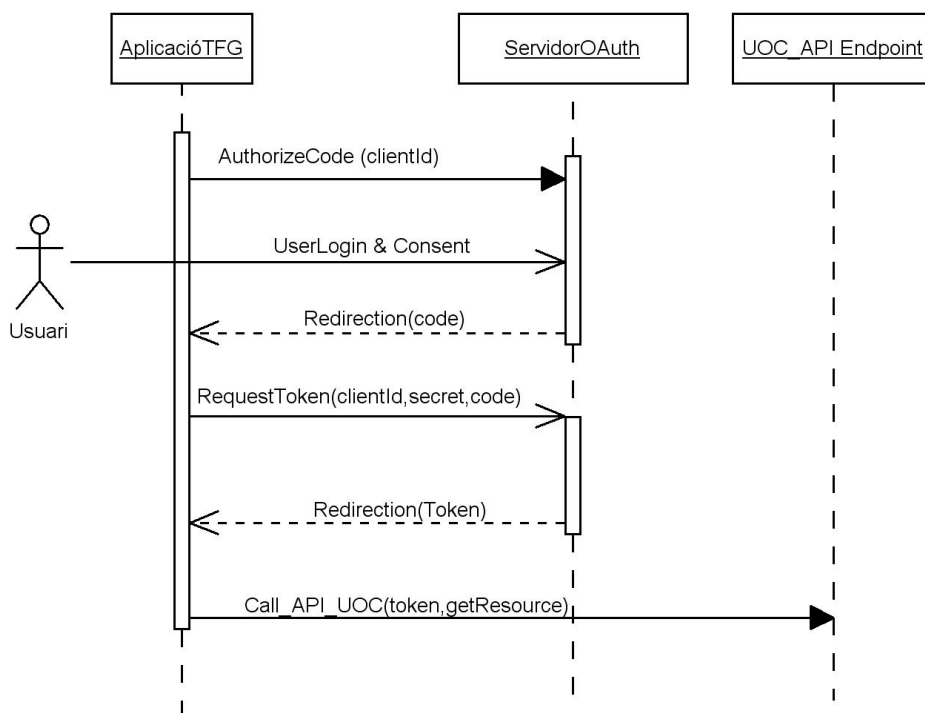 AplicacióTFG
ServidorOAuth
UOC_API Endpoint
AuthorizeCode (clientId)
UserLogin & Consent
Usuari
Redirection(code)
RequestToken(clientId,secret,code)
Redirection(Token)
Call_API_UOC(token,getResource)